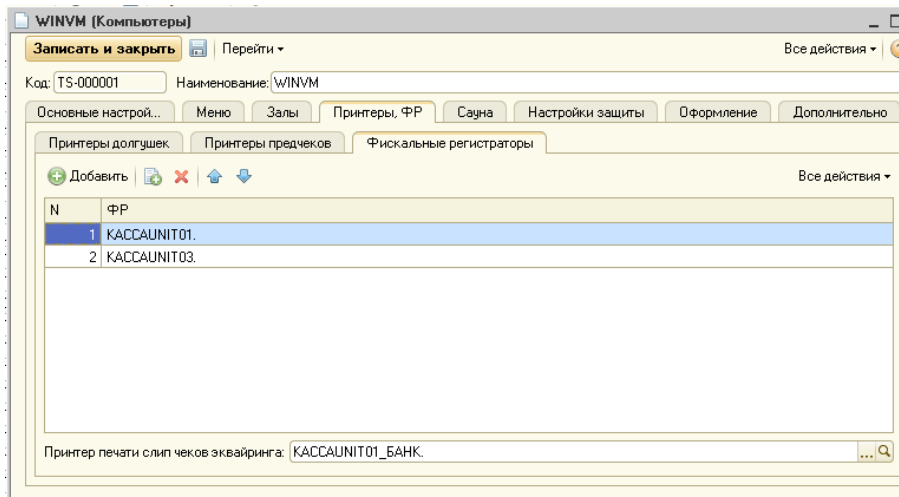 WINVM (Компьютеры)
Записать и закрыть Перейти Все действия
Код: TS-000001 Наименование: WINVM
Основные настрой... Меню Залы Принтеры, ФР Сауна Настройки защиты Оформление Дополнительно
Принтеры долгушек Принтеры предчеков Фискальные регистраторы
Добавить Все действия
N ФР
1 KACCAUNIT01.
2 KACCAUNIT03.
Принтер печати слип чеков эквайринга: KACCAUNIT01_БАНК. ...